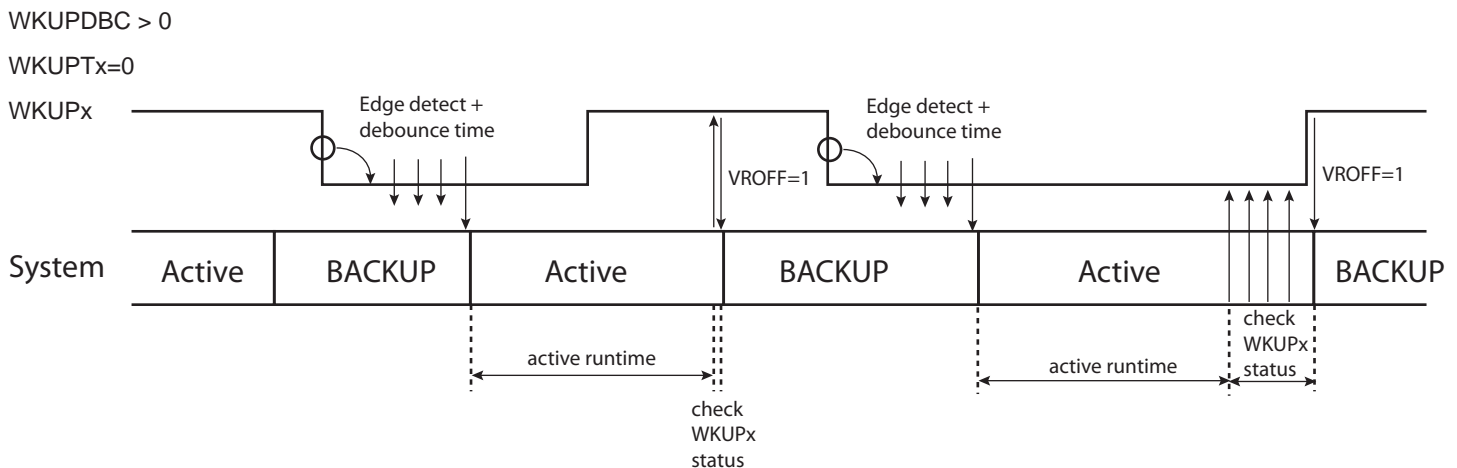 WKUPDBC > 0
WKUPTx=0
WKUPx
Edge detect +
debounce time
VROFF=1
Edge detect +
debounce time
VROFF=1
System
Active
BACKUP
Active
BACKUP
Active
BACKUP
active runtime
check
WKUPx
status
active runtime
check
WKUPx
status